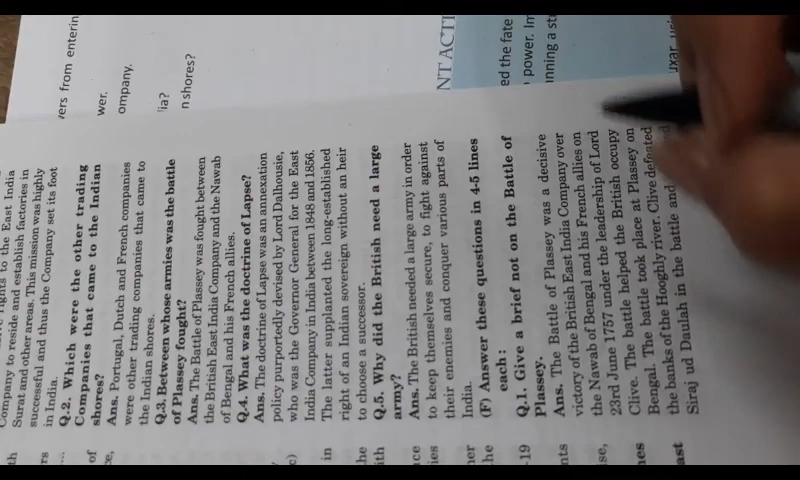 rights to the East India
Company to reside and establish factories in
Surat and other areas. This mission was highly
successful and thus the Company set its foot
in India.
Q.2. Which were the other trading
Companies that came to the Indian
shores?
Ans. Portugal, Dutch and French companies
were other trading companies that came to
the Indian shores.
Q.3. Between whose armies was the battle
of Plassey fought?
Ans. The Battle of Plassey was fought between
the British East India Company and the Nawab
of Bengal and his French allies.
Q.4. What was the doctrine of Lapse?
Ans. The doctrine of Lapse was an annexation
policy purportedly devised by Lord Dalhousie,
who was the Governor General for the East
India Company in India between 1848 and 1856.
The latter supplanted the long-established
right of an Indian sovereign without an heir
to choose a successor.
Q.5. Why did the British need a large
army?
Ans. The British needed a large army in order
to keep themselves secure, to fight against
their enemies and conquer various parts of
India.
(F) Answer these questions in 4-5 lines
each:
Q.1. Give a brief not on the Battle of
Plassey.
Ans. The Battle of Plassey was a decisive
victory of the British East India Company over
the Nawab of Bengal and his French allies on
23rd June 1757 under the leadership of Lord
Clive. The battle helped the British occupy
Bengal. The battle took place at Plassey on
the banks of the Hooghly river. Clive defeated
Siraj ud Daulah in the battle and
vers from enterin
wer.
ompany.
n shores?
NT ACTI
ed the fate
power. Im
nning a str